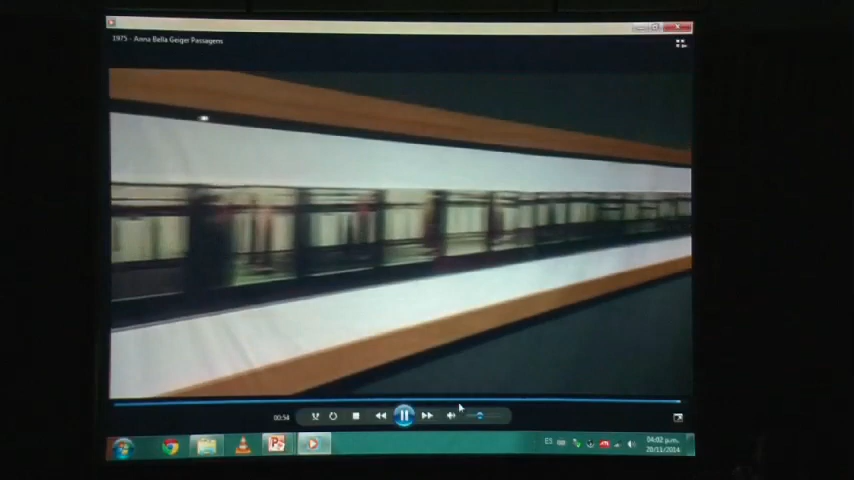 1975 - Anna Bella Geiger Passagens
00:54
ES
04:02 p.m.
20/11/2014